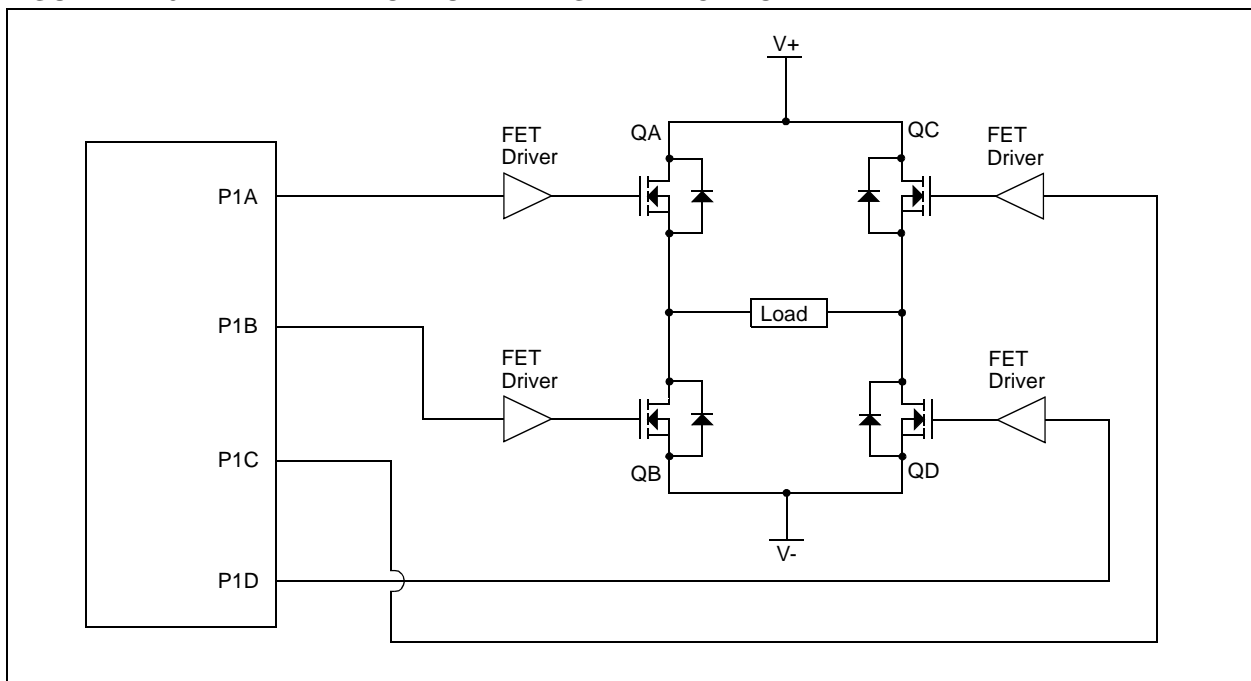 V+
FET
Driver
QA
QC
FET
Driver
P1A
P1B
Load
FET
Driver
FET
Driver
P1C
QB
QD
V-
P1D